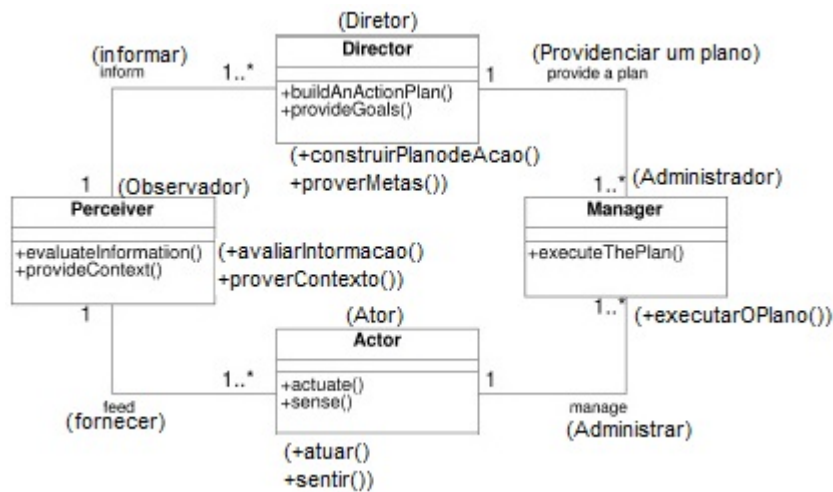 (Diretor)
(informar)
inform
1..*
Director
+buildAnActionPlan()
+provideGoals()
1
(Providenciar um plano)
provide a plan
(+construirPlanodeAcao()
+proverMetas())
1
(Observador)
Perceiver
+evaluateInformatiion()
+provideContext()
(+avaliarIntormacao()
+proverContexto())
1
1..*
(Administrador)
Manager
+executeThePlan()
1..*
(+executarOPlano())
(Ator)
Actor
+actuate()
+sense()
1..*
1
feed
(fornecer)
manage
(Administrar)
(+atuar()
+sentir())